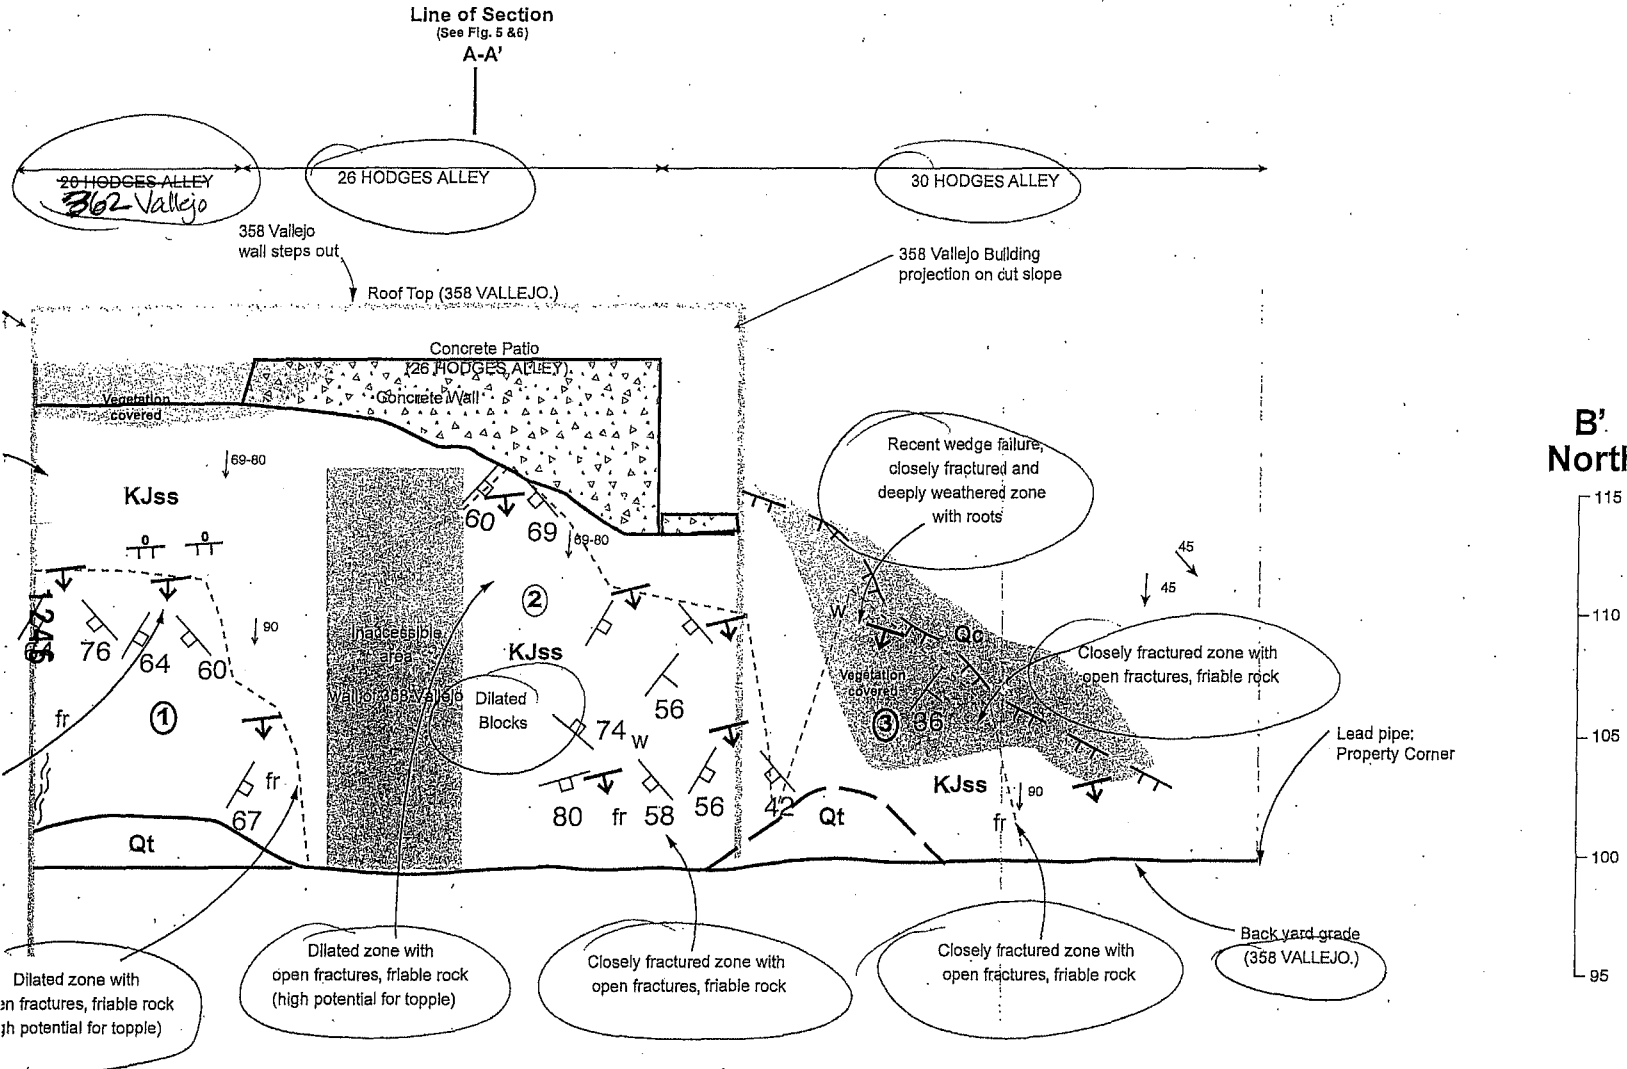 Line of Section
(See Fig. 5 &6)
A-A'
20 HODGES ALLEY
362 Vallejo
26 HODGES ALLEY
30 HODGES ALLEY
358 Vallejo
wall steps out
358 Vallejo Building
projection on cut slope
Roof Top (358 VALLEJO.)
Concrete Patio
(26 HODGES ALLEY)
Concrete Wall
Vegetation
covered
69-80
KJss
0
0
60
69
69-80
Recent wedge failure,
closely fractured and
deeply weathered zone
with roots
B'
115
45
45
110
90
76
64
60
2
KJss
Inaccessible
area
Wall of 358 Vallejo
Dilated
Blocks
W
Qc
Closely fractured zone with
open fractures, friable rock
Vegetation
covered
3
36
fr
1
74
W
56
105
Lead pipe:
Property Corner
fr
67
80
fr
58
56
42
Qt
KJss
90
fr
Qt
100
Back yard grade
(358 VALLEJO.)
95
Dilated zone with
fractures, friable rock
potential for topple)
Dilated zone with
open fractures, friable rock
(high potential for topple)
Closely fractured zone with
open fractures, friable rock
Closely fractured zone with
open fractures, friable rock